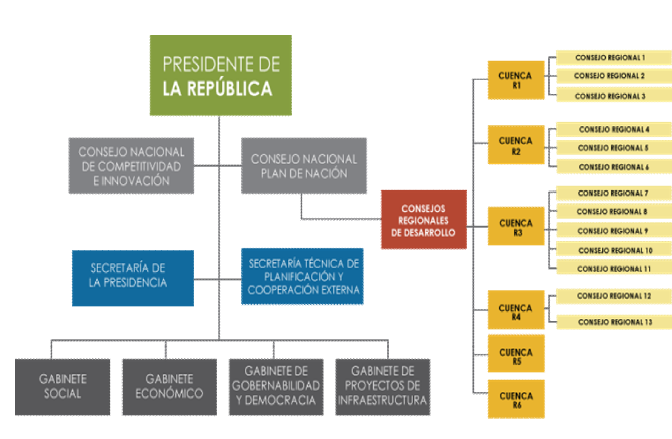 PRESIDENTE DE
LA REPÚBLICA
CONSEJO NACIONAL
DE COMPETITIVIDAD
E INNOVACIÓN
CONSEJO NACIONAL
PLAN DE NACIÓN
SECRETARÍA DE
LA PRESIDENCIA
SECRETARÍA TÉCNICA DE
PLANIFICACIÓN Y
COOPERACIÓN EXTERNA
GABINETE
SOCIAL
GABINETE
ECONÓMICO
GABINETE DE
GOBERNABILIDAD
Y DEMOCRACIA
GABINETE DE
PROYECTOS DE
INFRAESTRUCTURA
CONSEJOS
REGIONALES
DE DESARROLLO
CUENCA
R1
CONSEJO REGIONAL 1
CONSEJO REGIONAL 2
CONSEJO REGIONAL 3
CUENCA
R2
CONSEJO REGIONAL 4
CONSEJO REGIONAL 5
CONSEJO REGIONAL 6
CUENCA
R3
CONSEJO REGIONAL 7
CONSEJO REGIONAL 8
CONSEJO REGIONAL 9
CONSEJO REGIONAL 10
CONSEJO REGIONAL 11
CUENCA
R4
CONSEJO REGIONAL 12
CONSEJO REGIONAL 13
CUENCA
R5
CUENCA
R6